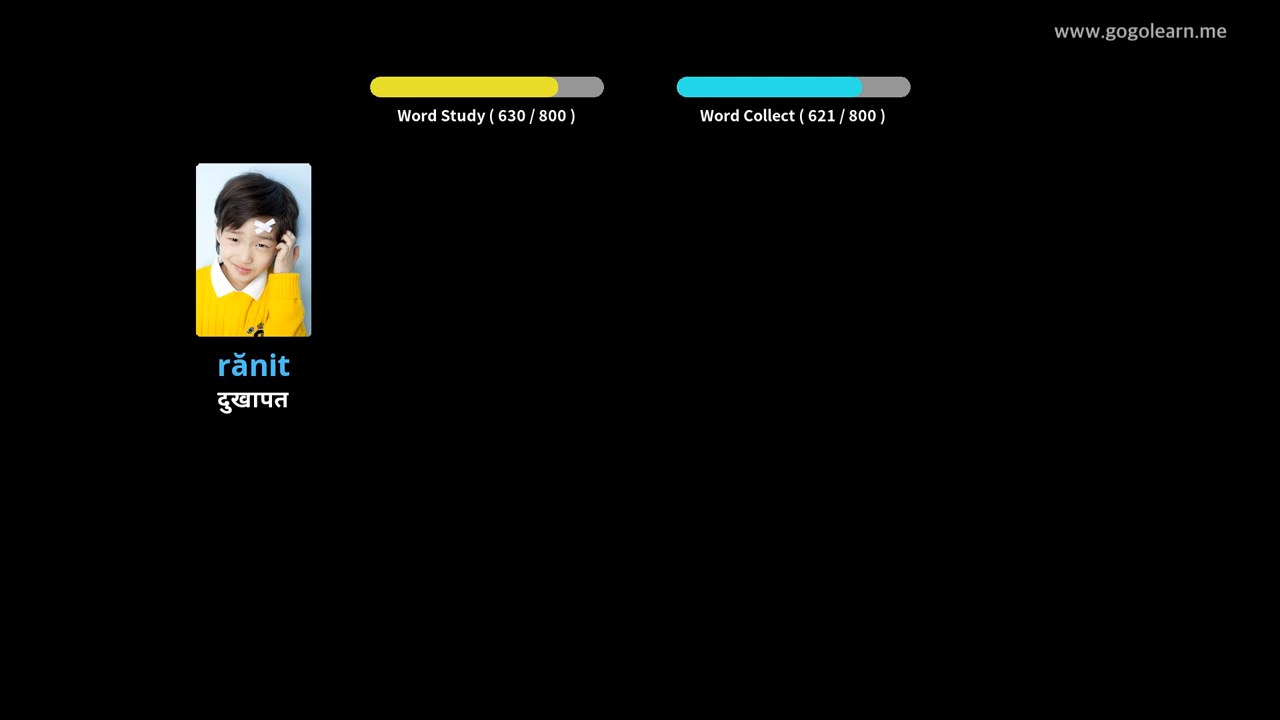 www.gogolearn.me
Word Study ( 630 / 800 )
Word Collect ( 621 / 800 )
rănit
दुखापत